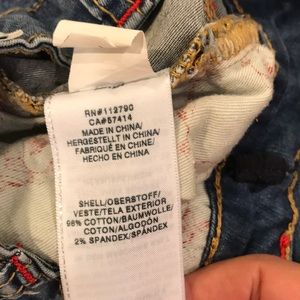 RN#112790
CA#57414
MADE IN CHINA/
HERGESTELLT IN CHINA/
FABRIQUÉ EN CHINE/
HECHO EN CHINA
SHELL/OBERSTOFF/
VESTE/TELA EXTERIOR
98% COTTON/BAUMWOLLE/
COTON/ALGODÓN
2% SPANDEX/SPÁNDEX